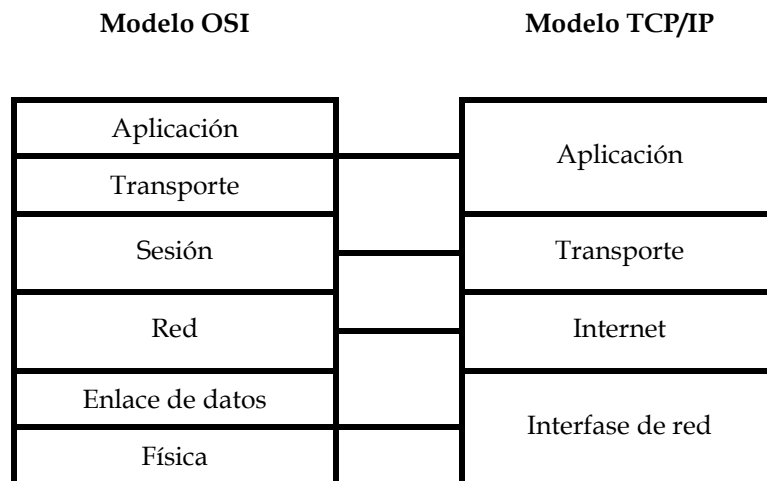 Modelo OSI
Modelo TCP/IP
Aplicación
Transporte
Sesión
Red
Enlace de datos
Física
Aplicación
Transporte
Internet
Interfase de red